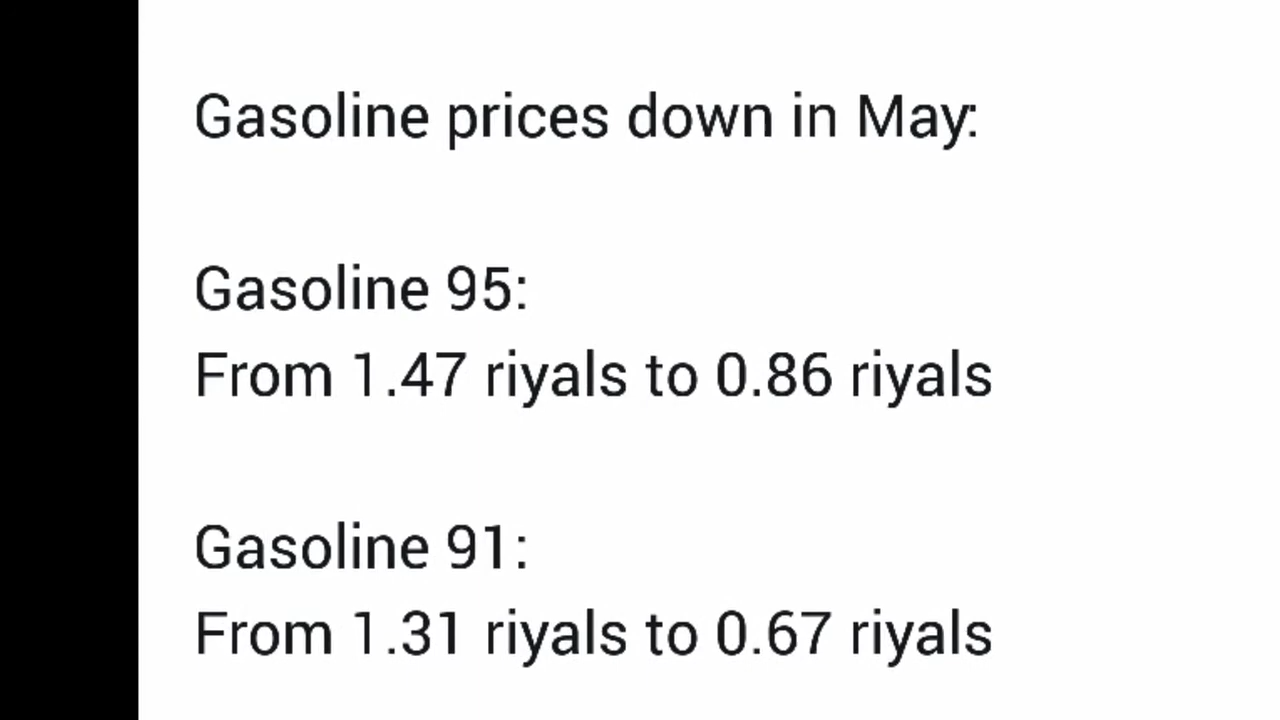 Gasoline prices down in May:
Gasoline 95:
From 1.47 riyals to 0.86 riyals
Gasoline 91:
From 1.31 riyals to 0.67 riyals